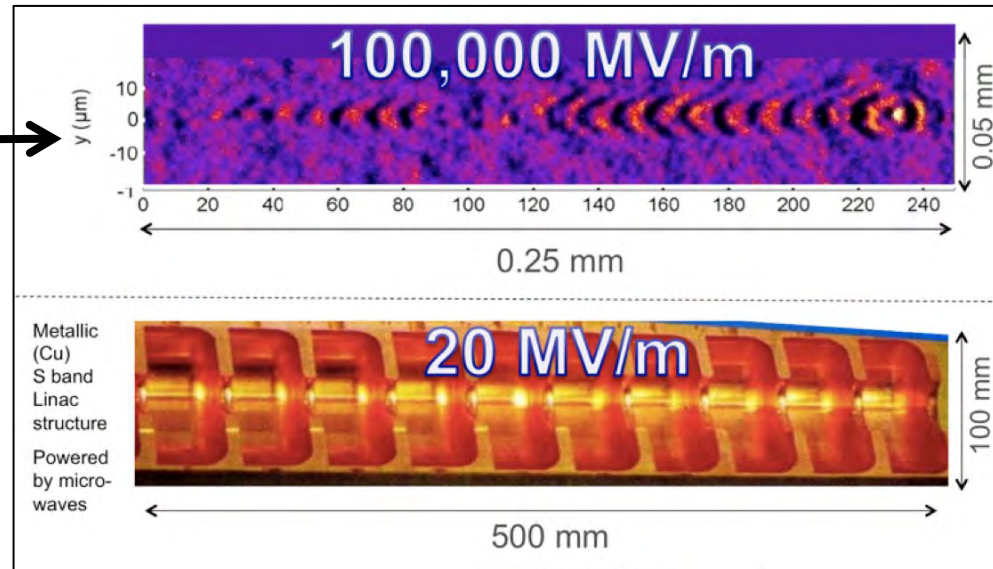 100,000 MV/m
y (µm)
10
0
-10
-1
0 20 40 60 80 100 120 140 160 180 200 220 240
0.25 mm
0.05 mm
Metallic
(Cu)
S band
Linac
structure
Powered
by micro-
waves
20 MV/m
500 mm
100 mm